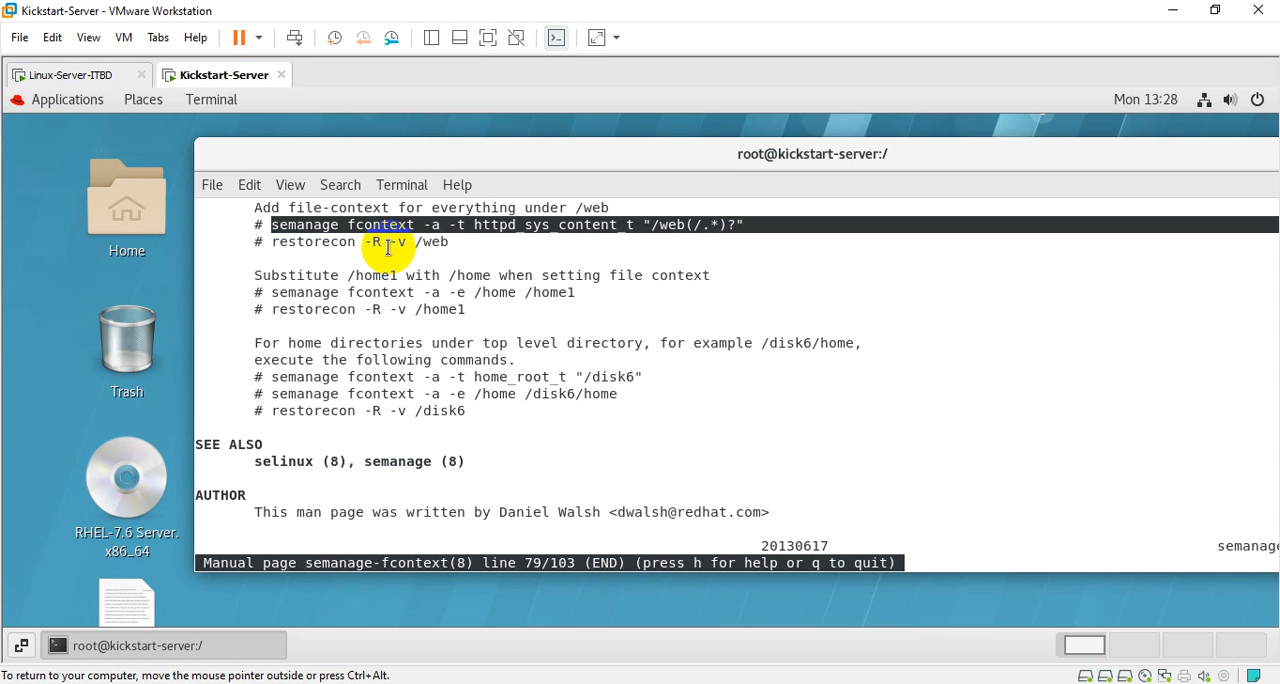 Kickstart-Server - VMware Workstation
File Edit View VM Tabs Help
Linux-Server-ITBD Kickstart-Server
Applications Places Terminal Mon 13:28
root@kickstart-server:/
File Edit View Search Terminal Help
Add file-context for everything under /web
# semanage fcontext -a -t httpd_sys_content_t "/web(/.*)?"
# restorecon -R -v /web
Substitute /home1 with /home when setting file context
# semanage fcontext -a -e /home /home1
# restorecon -R -v /home1
For home directories under top level directory, for example /disk6/home,
execute the following commands.
# semanage fcontext -a -t home_root_t "/disk6"
# semanage fcontext -a -e /home /disk6/home
# restorecon -R -v /disk6
SEE ALSO
selinux (8), semanage (8)
AUTHOR
This man page was written by Daniel Walsh <dwalsh@redhat.com>
20130617 semanage
Manual page semanage-fcontext(8) line 79/103 (END) (press h for help or q to quit)
Home
Trash
RHEL-7.6 Server.
x86_64
root@kickstart-server:/
To return to your computer, move the mouse pointer outside or press Ctrl+Alt.